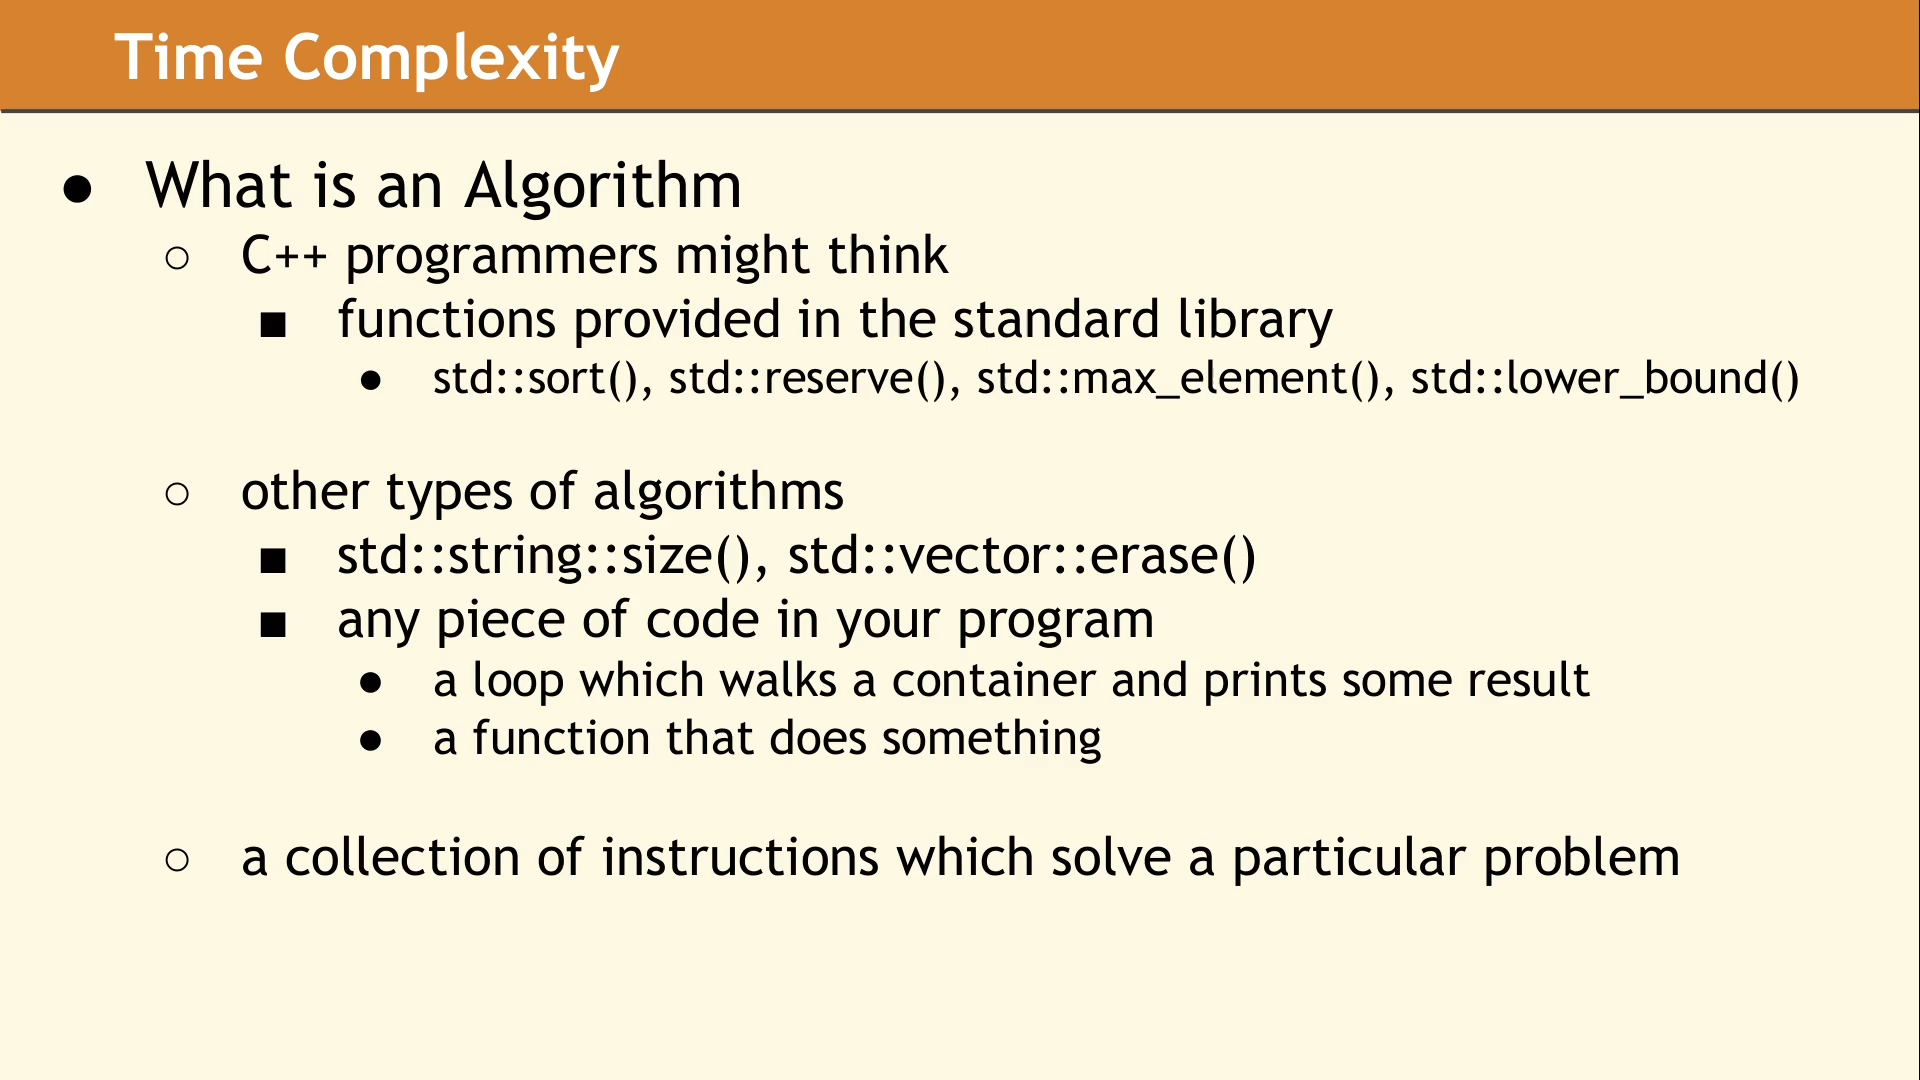 Time Complexity
● What is an Algorithm
○ C++ programmers might think
■ functions provided in the standard library
● std::sort(), std::reserve(), std::max_element(), std::lower_bound()
○ other types of algorithms
■ std::string::size(), std::vector::erase()
■ any piece of code in your program
● a loop which walks a container and prints some result
● a function that does something
○ a collection of instructions which solve a particular problem